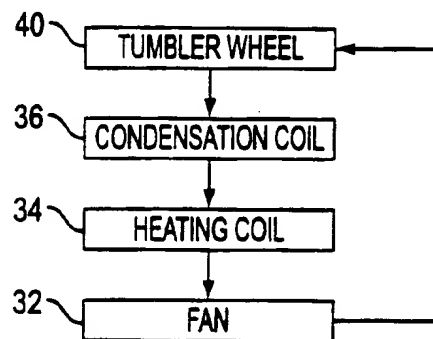 40 TUMBLER WHEEL
36 CONDENSATION COIL
34 HEATING COIL
32 FAN